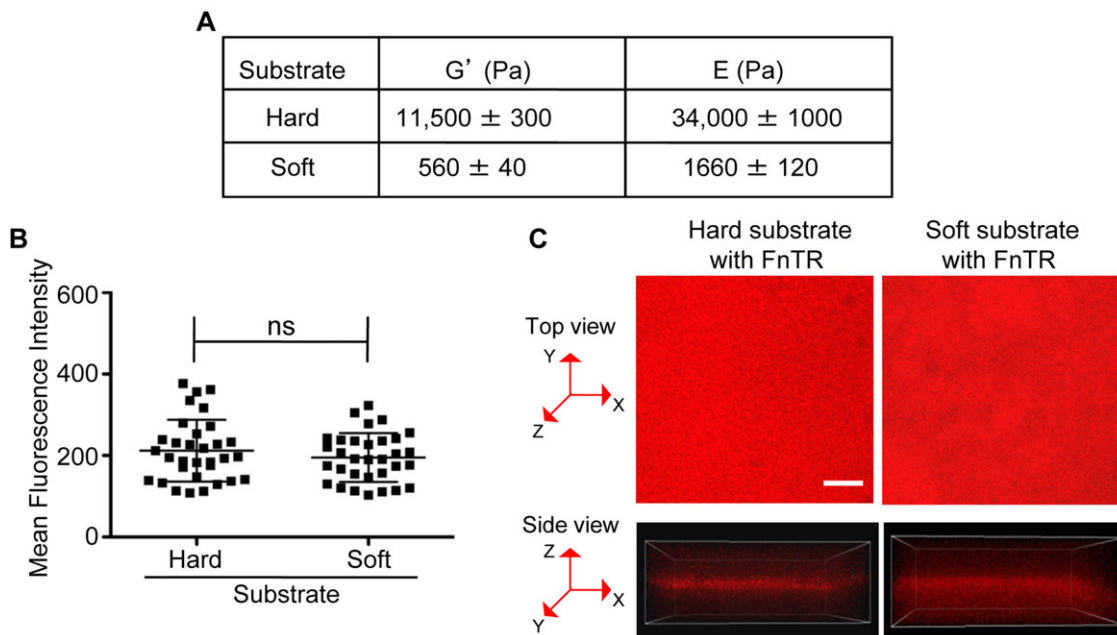 A
Substrate G' (Pa) E (Pa)
Hard 11,500 ± 300 34,000 ± 1000
Soft 560 ± 40 1660 ± 120
B
Mean Fluorescence Intensity
600
400
200
0
ns
Hard Soft
Substrate
C
Hard substrate
with FnTR
Soft substrate
with FnTR
Top view
Y
X
Z
Side view
Z
X
Y